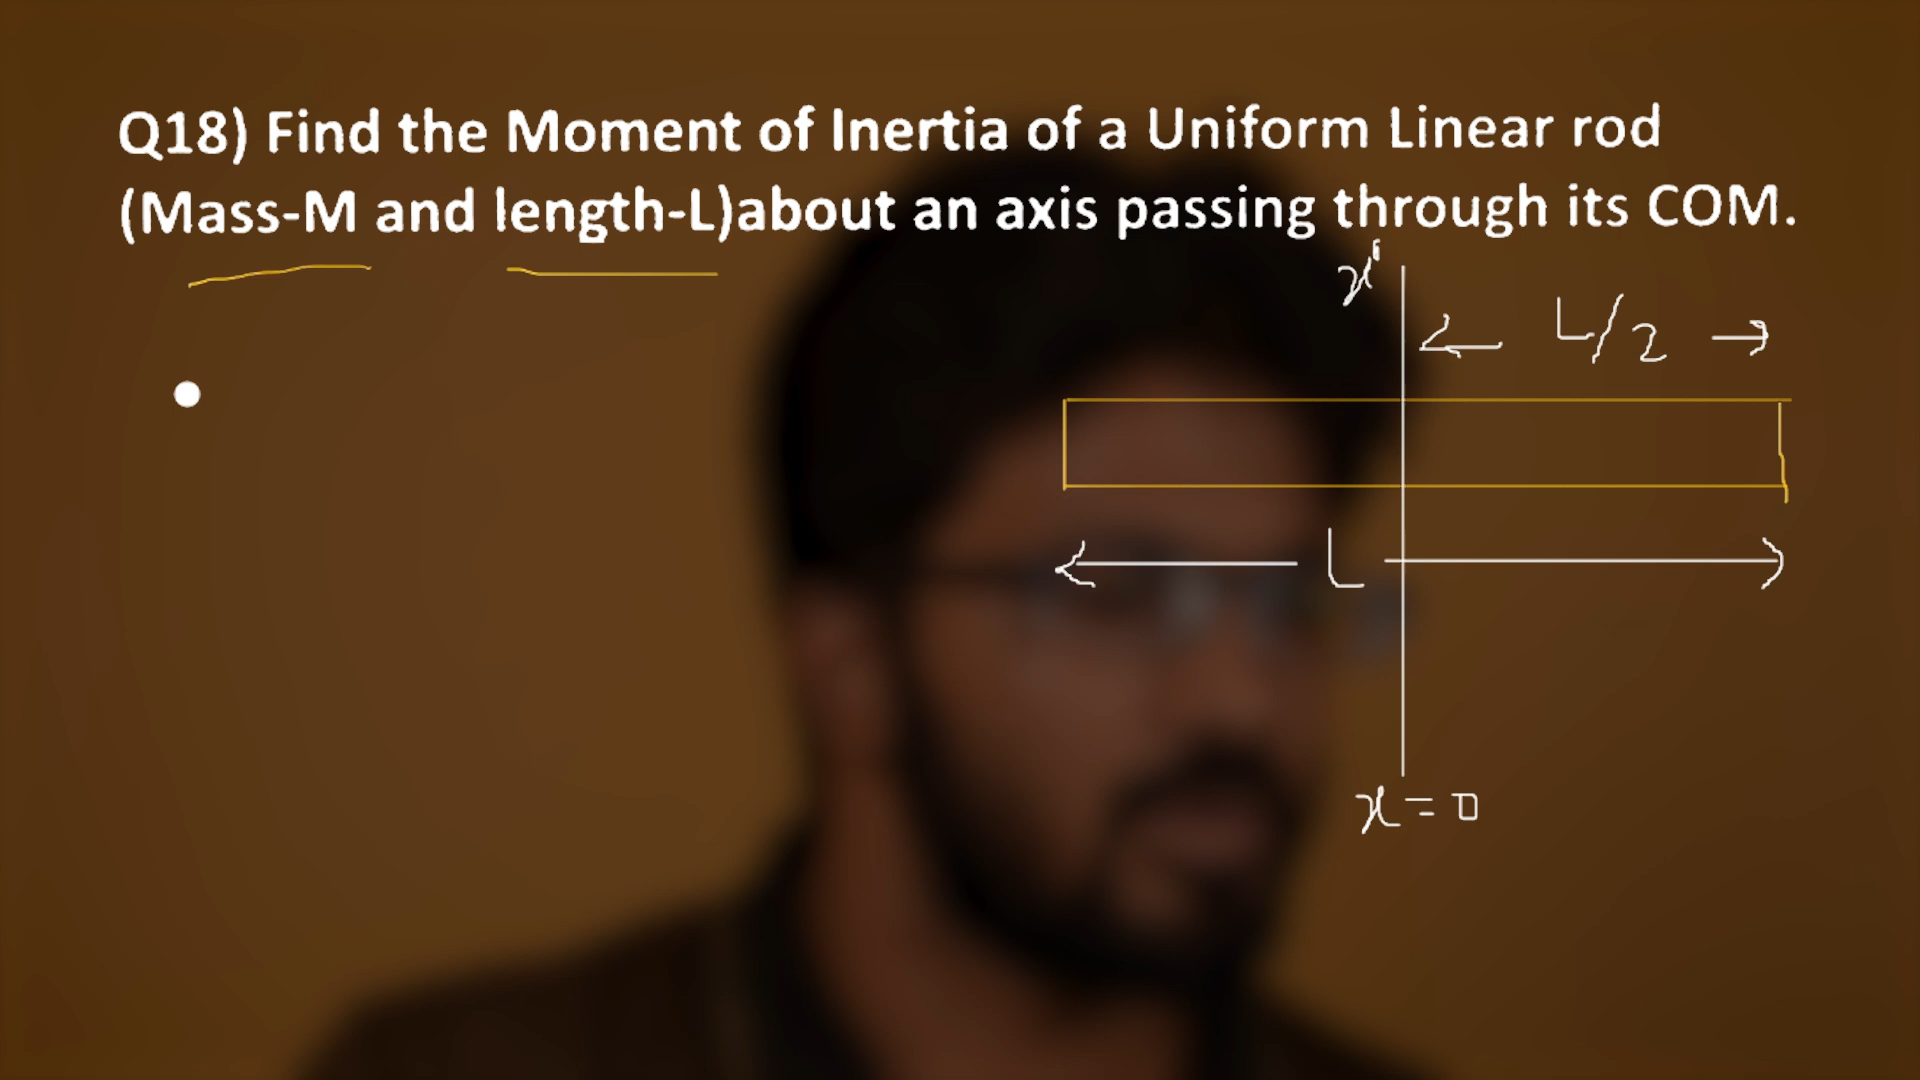 Q18) Find the Moment of Inertia of a Uniform Linear rod
(Mass-M and length-L)about an axis passing through its COM.
x'
L/2
L
x = 0